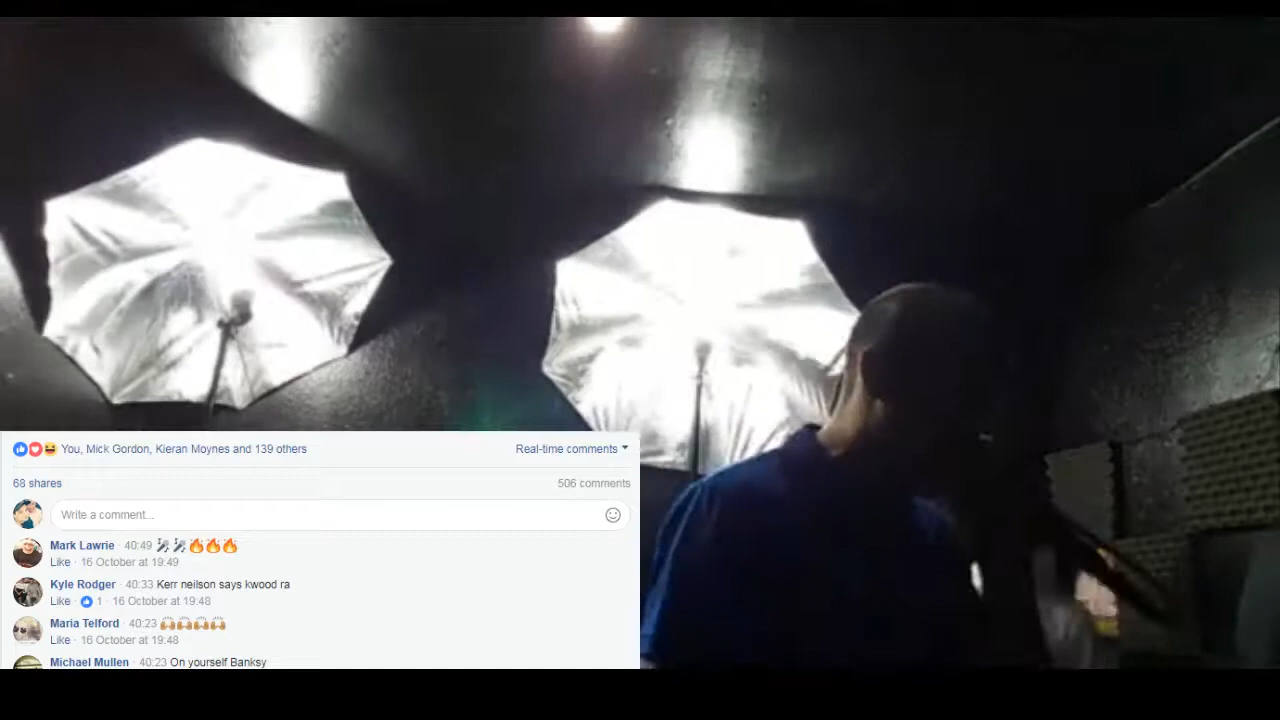 You, Mick Gordon, Kieran Moynes and 139 others
Real-time comments
68 shares
506 comments
Write a comment...
Mark Lawrie · 40:49 🎤🎤🔥🔥🔥
Like · 16 October at 19:49
Kyle Rodger · 40:33 Kerr neilson says kwood ra
Like · 1 · 16 October at 19:48
Maria Telford · 40:23 🙌🙌🙌🙌
Like · 16 October at 19:48
Michael Mullen · 40:23 On yourself Banksy